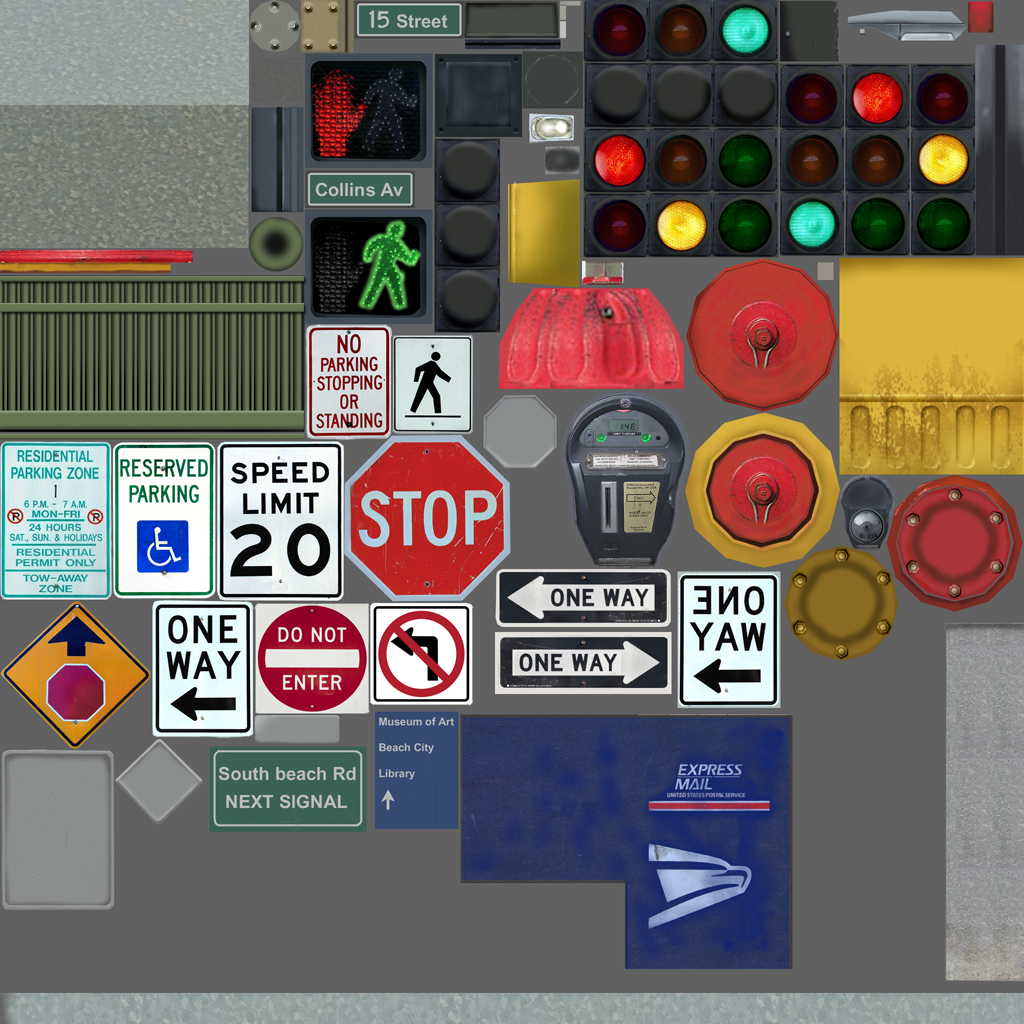 15 Street
Collins Av
NO
PARKING
STOPPING
OR
STANDING
RESIDENTIAL
PARKING ZONE
1
6 P.M. - 7 A.M.
MON-FRI
24 HOURS
SAT., SUN. & HOLIDAYS
RESIDENTIAL
PERMIT ONLY
TOW-AWAY
ZONE
RESERVED
PARKING
SPEED
LIMIT
20
STOP
ONE WAY
ONE WAY
ONE
WAY
ONE
WAY
DO NOT
ENTER
South beach Rd
NEXT SIGNAL
Museum of Art
Beach City
Library
EXPRESS
MAIL
UNITED STATES POSTAL SERVICE